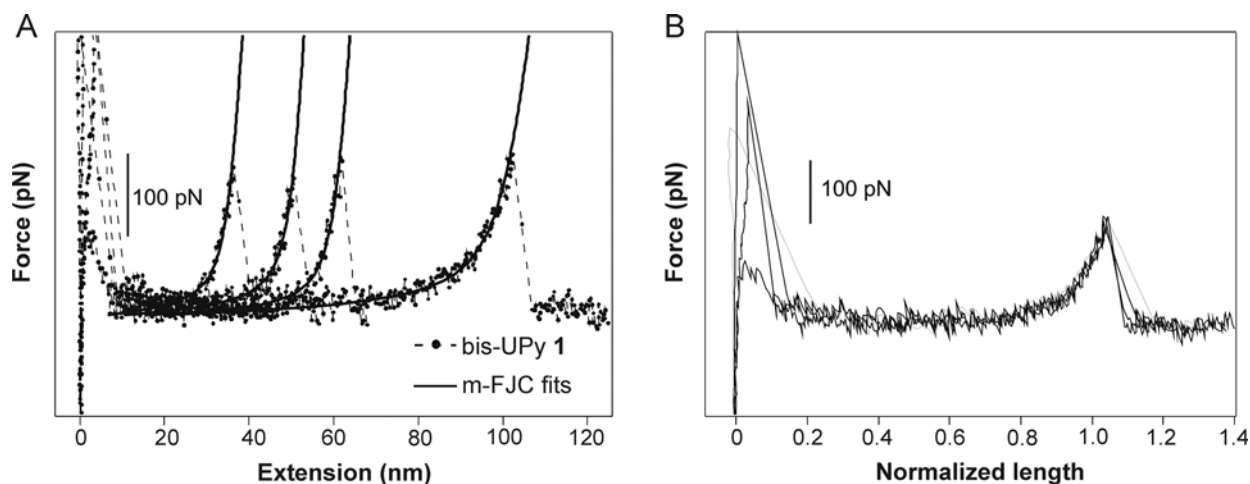 A
Force (pN)
100 pN
bis-UPy 1
m-FJC fits
0 20 40 60 80 100 120
Extension (nm)
B
Force (pN)
100 pN
0 0.2 0.4 0.6 0.8 1.0 1.2 1.4
Normalized length